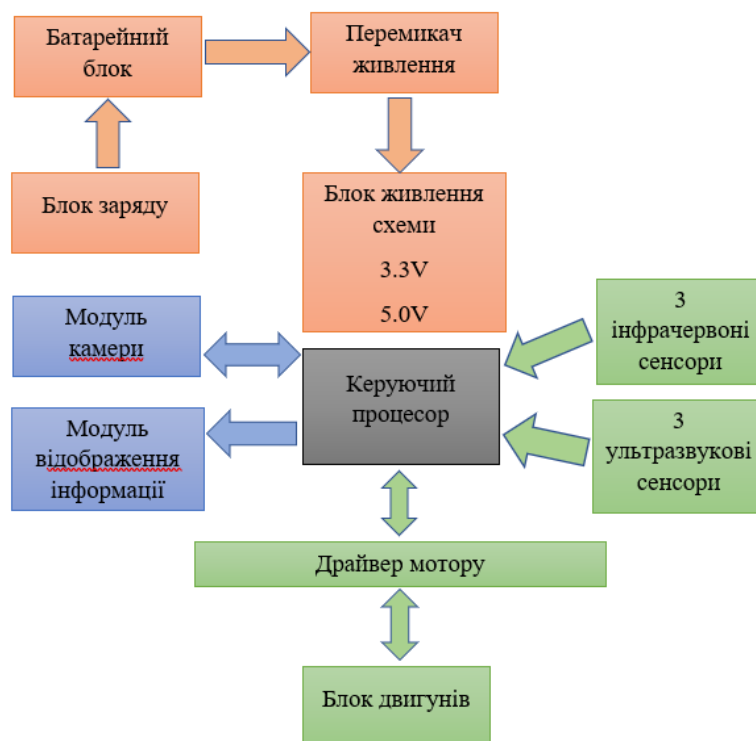 Батарейний
блок
Перемикач
живлення
Блок заряду
Блок живлення
схеми
3.3V
5.0V
Модуль
камери
3
інфрачервоні
сенсори
Керуючий
процесор
Модуль
відображення
інформації
3
ультразвукові
сенсори
Драйвер мотору
Блок двигунів